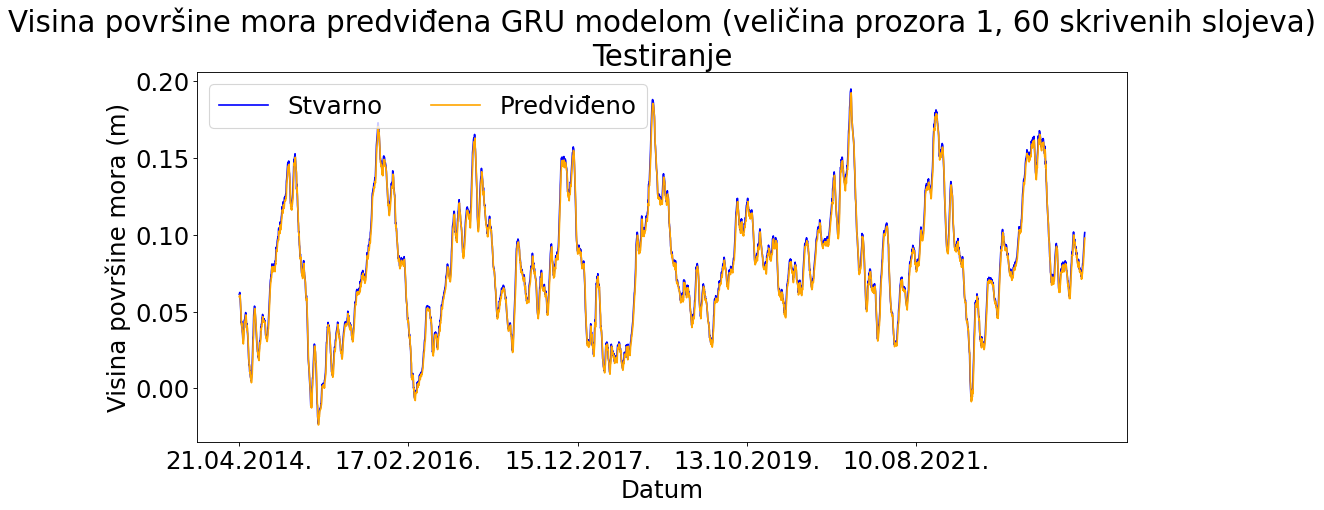 Visina površine mora predviđena GRU modelom (veličina prozora 1, 60 skrivenih slojeva)
Testiranje
Stvarno
Predviđeno
Visina površine mora (m)
0.20
0.15
0.10
0.05
0.00
21.04.2014.
17.02.2016.
15.12.2017.
13.10.2019.
10.08.2021.
Datum